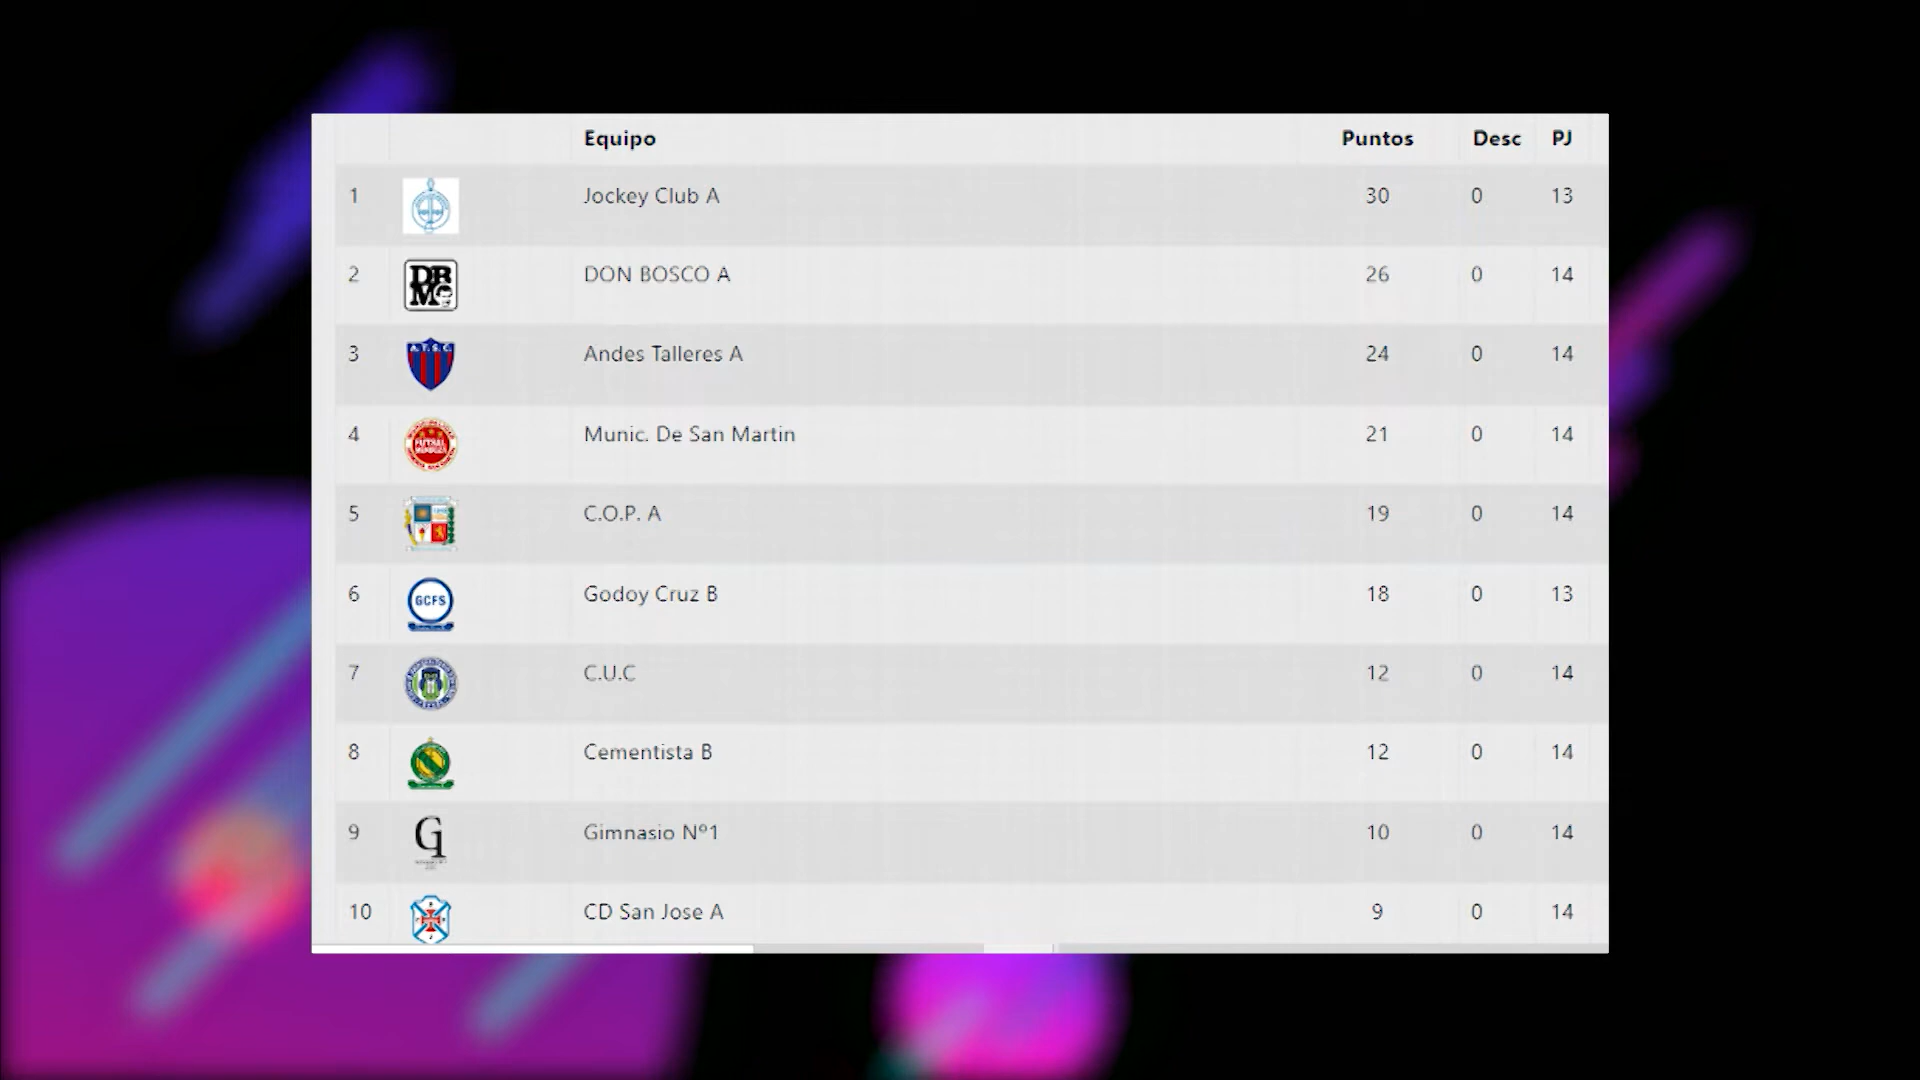 Equipo Puntos Desc PJ
1 Jockey Club A 30 0 13
2 DBMC DON BOSCO A 26 0 14
3 A.T.S.C. Andes Talleres A 24 0 14
4 FUTSAL MENDOZA Munic. De San Martin 21 0 14
5 C.O.P. A 19 0 14
6 GCFS Godoy Cruz B 18 0 13
7 C.U.C 12 0 14
8 Cementista B 12 0 14
9 G Gimnasio Nº1 10 0 14
10 CD San Jose A 9 0 14